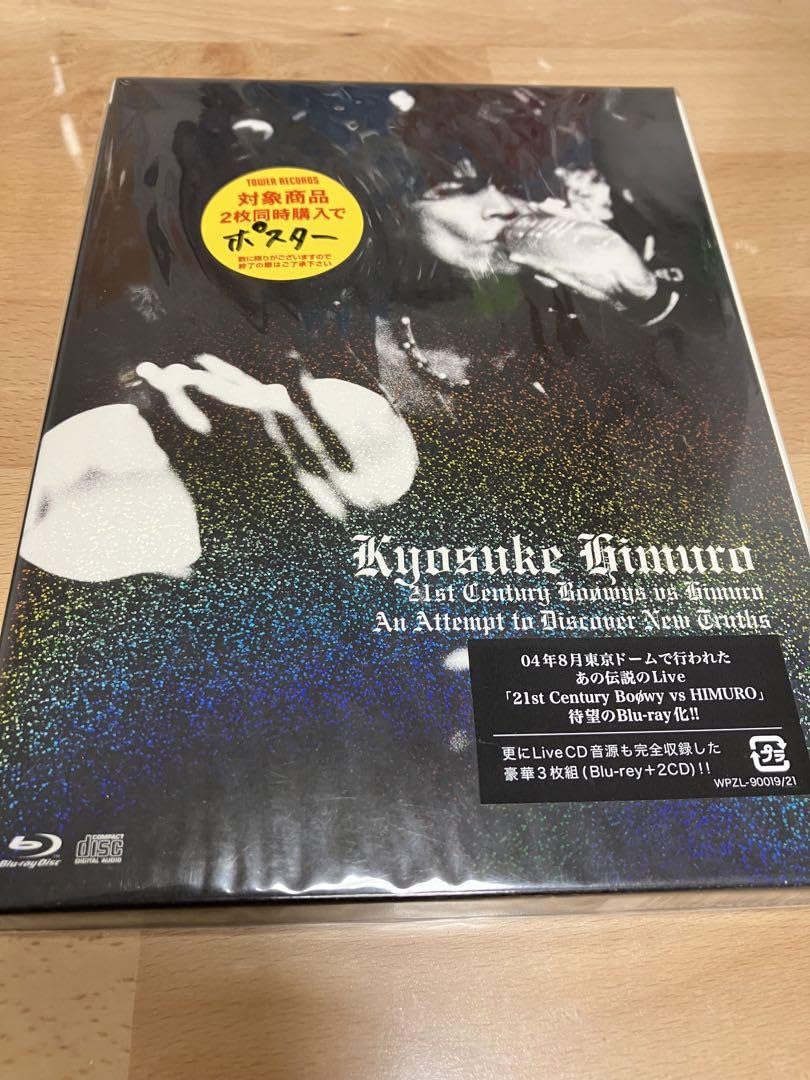 TOWER RECORDS
対象商品
2枚同時購入で
ポスター
数に限りがございますので
終了の際はご了承下さい
Kyosuke Himuro
21st Century Boøwys vs Himuro
An Attempt to Discover New Truths
04年8月東京ドームで行われた
あの伝説のLive
「21st Century Boøwy vs HIMURO」
待望のBlu-ray化!!
更にLive CD音源も完全収録した
豪華3枚組(Blu-rey+2CD)!!
プラ
WPZL-90019/21
Blu-ray Disc
COMPACT
disc
DIGITAL AUDIO